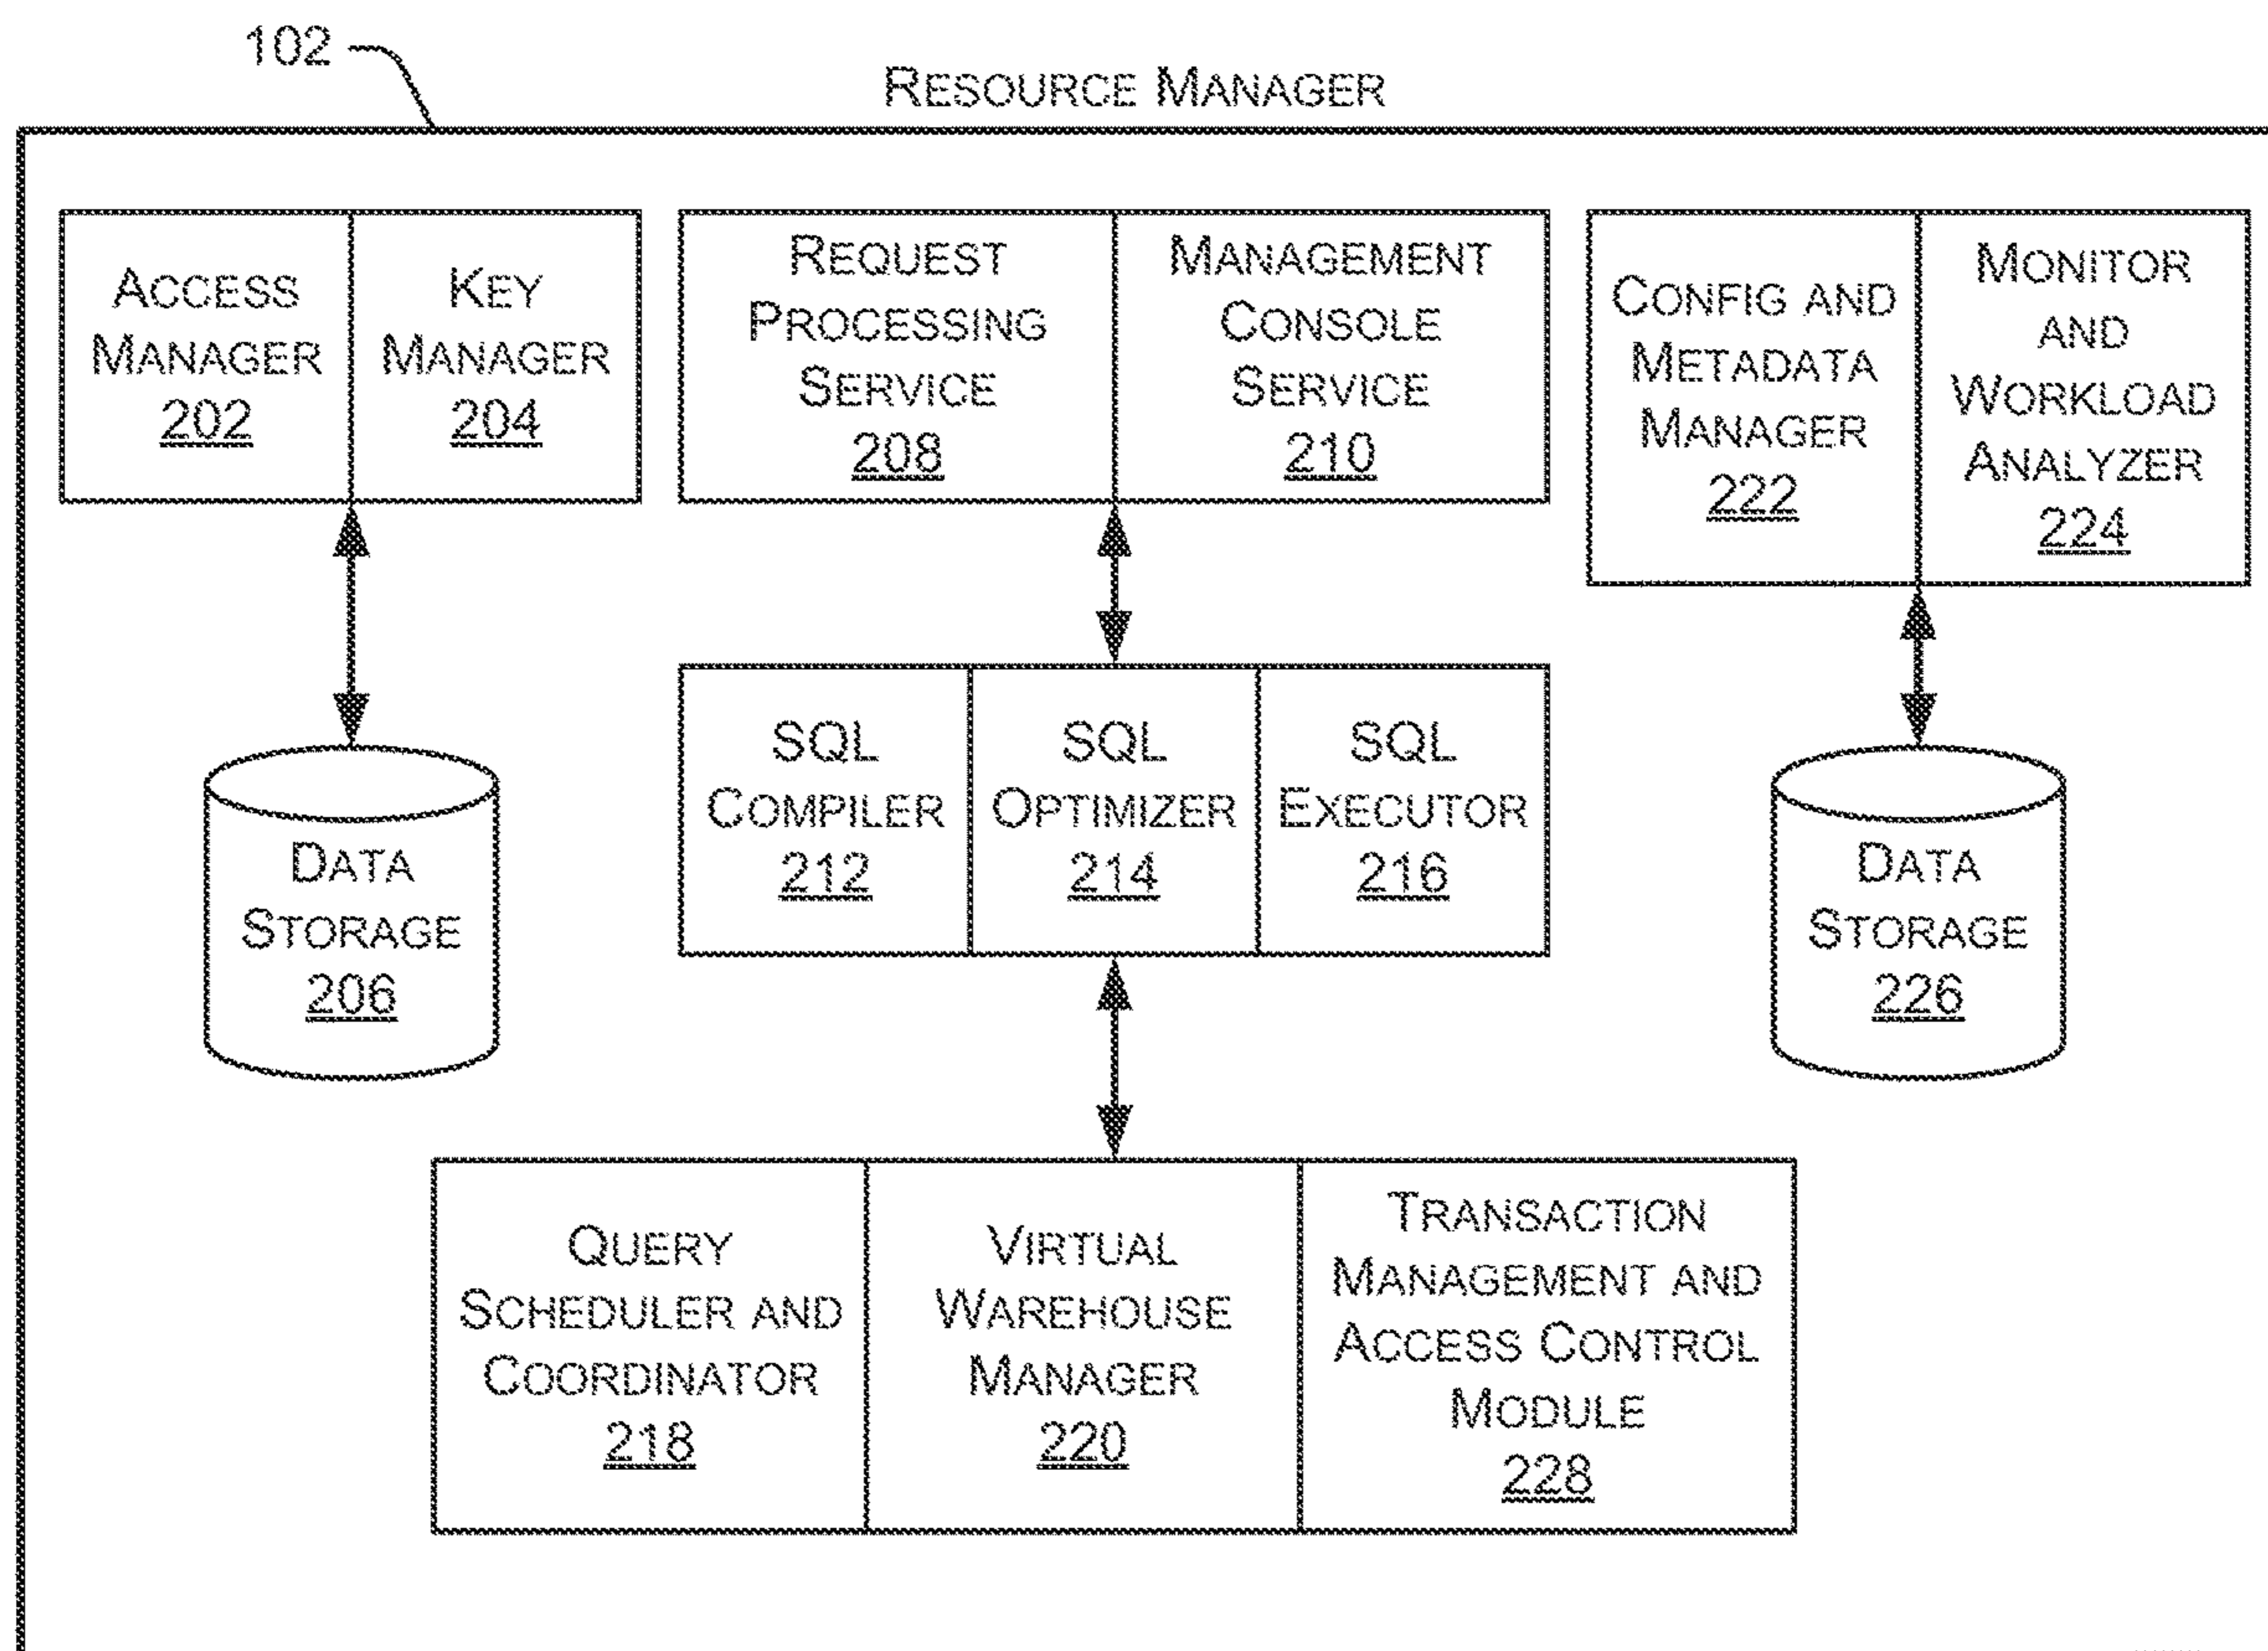 102
RESOURCE MANAGER
ACCESS
MANAGER
202
KEY
MANAGER
204
REQUEST
PROCESSING
SERVICE
208
MANAGEMENT
CONSOLE
SERVICE
210
CONFIG AND
METADATA
MANAGER
222
MONITOR
AND
WORKLOAD
ANALYZER
224
DATA
STORAGE
206
SQL
COMPILER
212
SQL
OPTIMIZER
214
SQL
EXECUTOR
216
DATA
STORAGE
226
QUERY
SCHEDULER AND
COORDINATOR
218
VIRTUAL
WAREHOUSE
MANAGER
220
TRANSACTION
MANAGEMENT AND
ACCESS CONTROL
MODULE
228